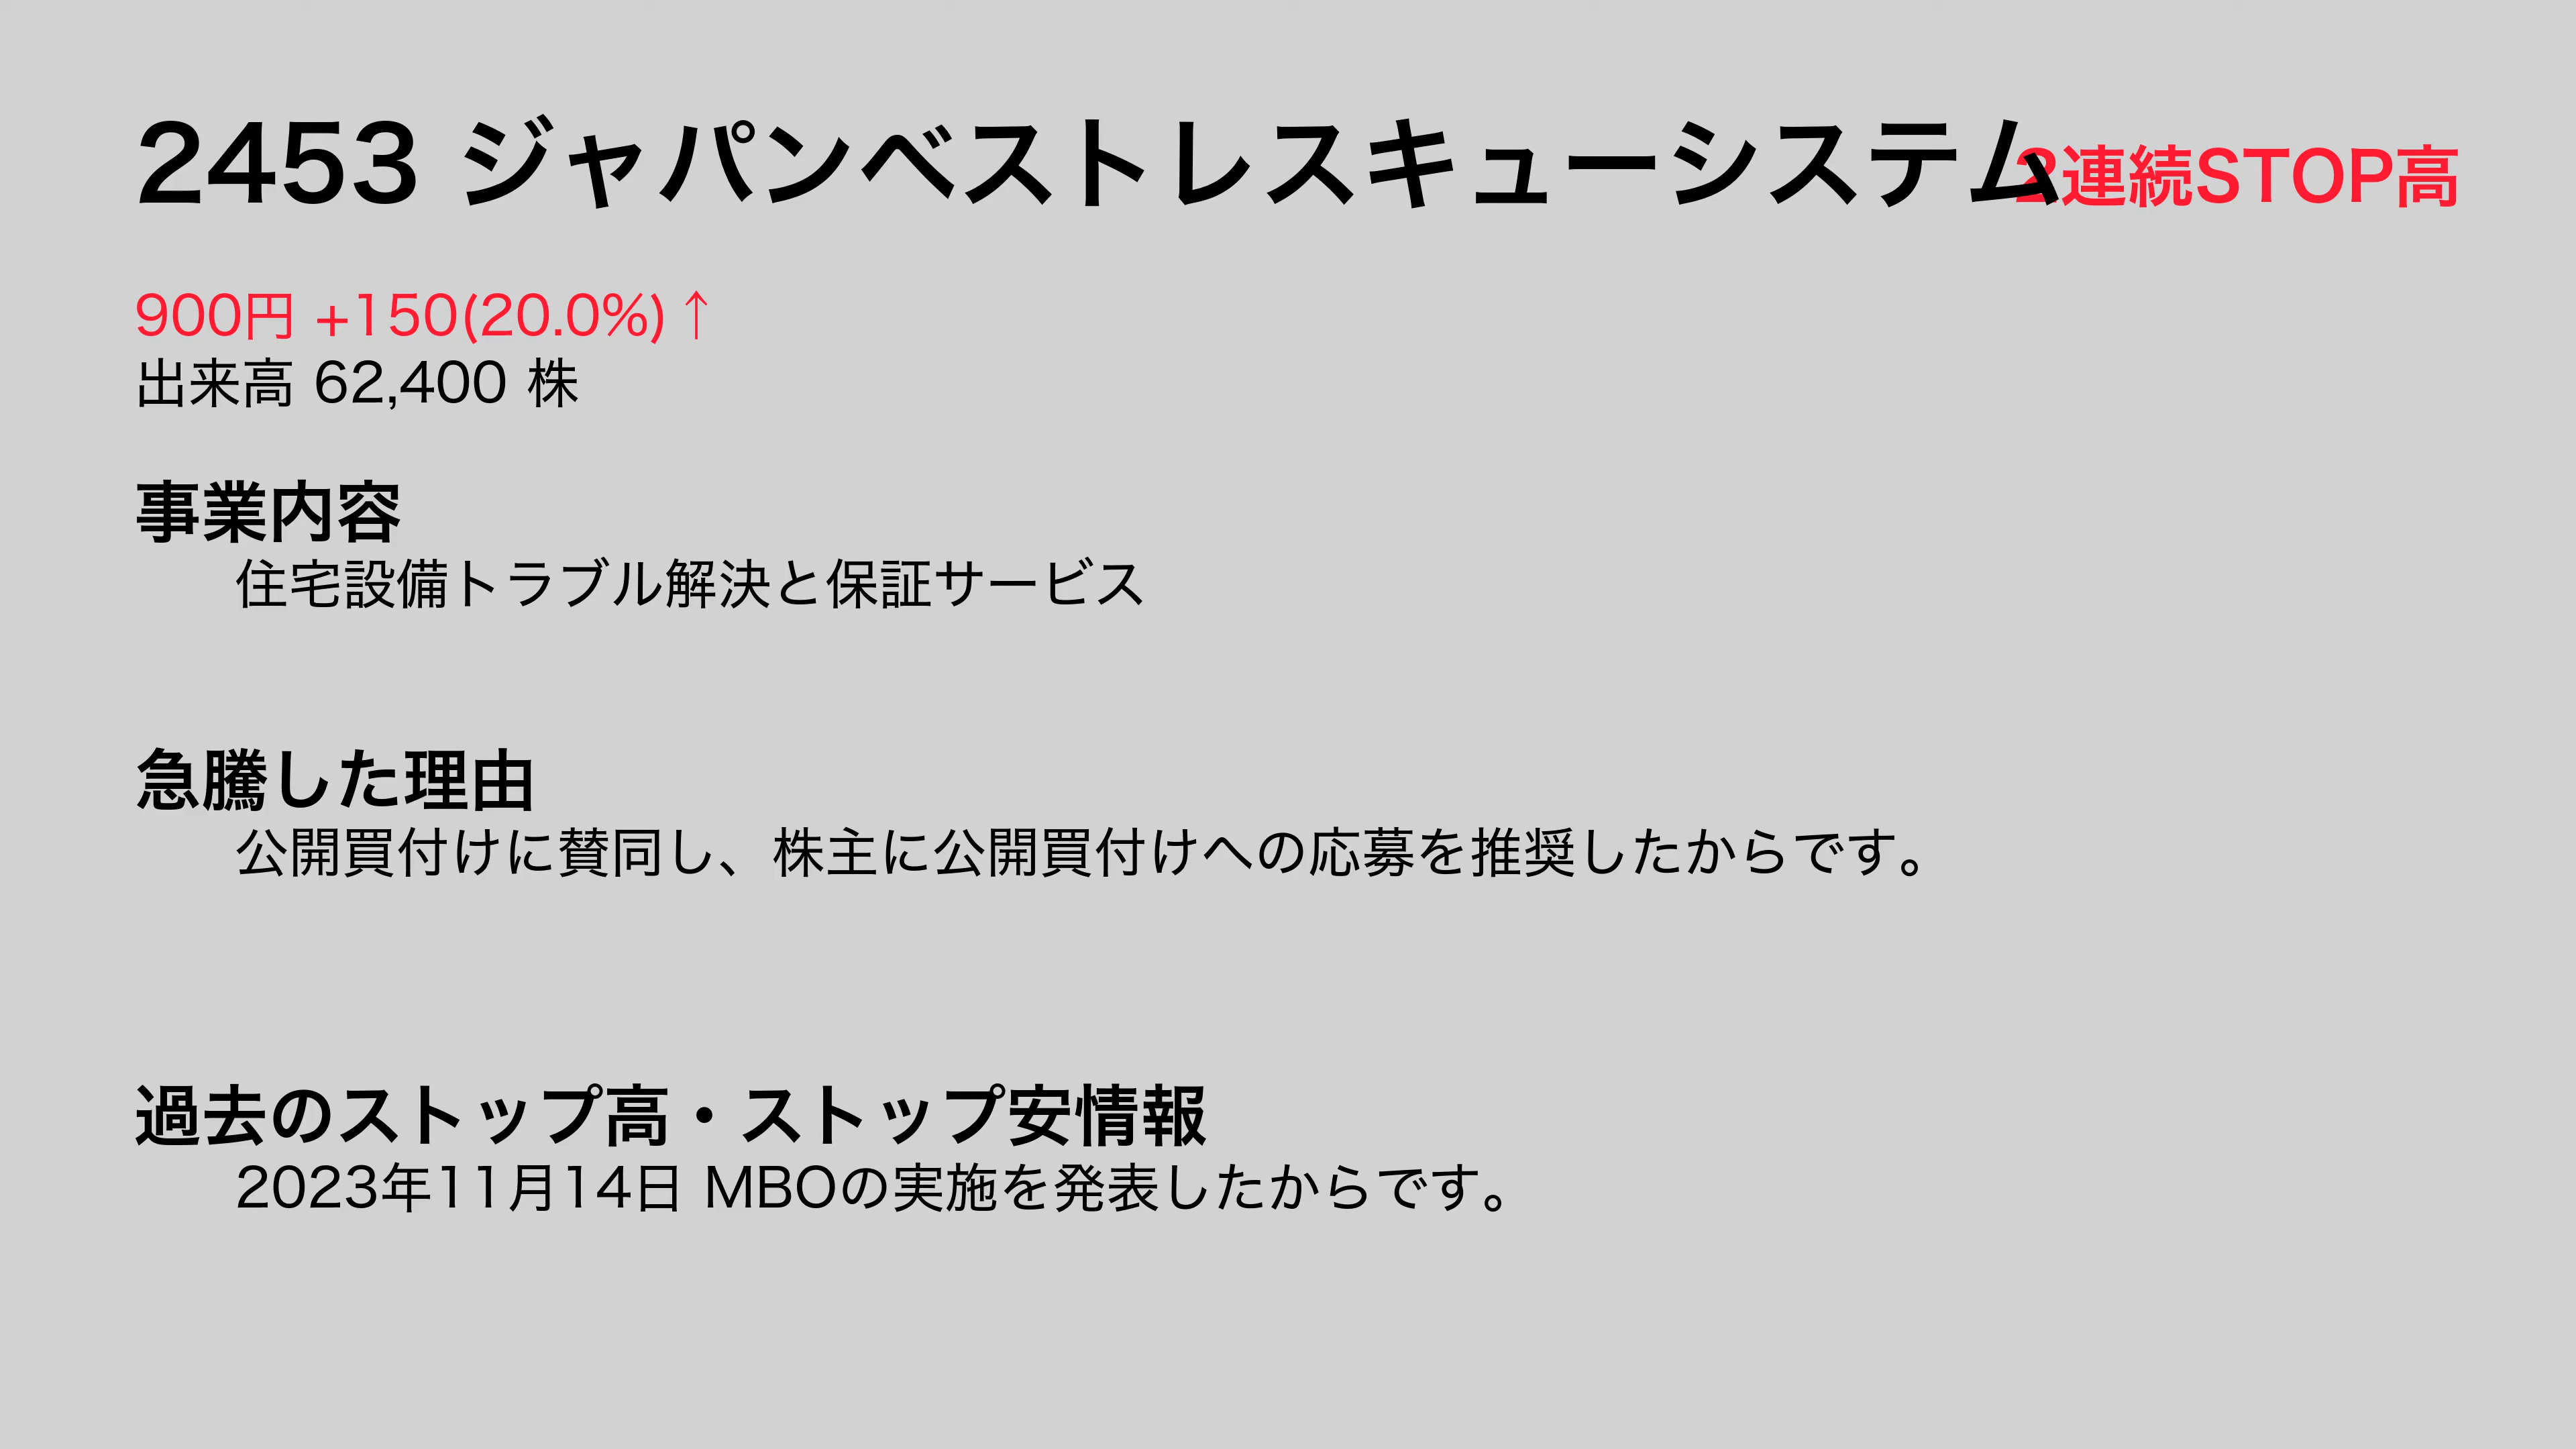 2453 ジャパンベストレスキューシステム
2連続STOP高
900円 +150(20.0%)↑
出来高 62,400 株
事業内容
住宅設備トラブル解決と保証サービス
急騰した理由
公開買付けに賛同し、株主に公開買付けへの応募を推奨したからです。
過去のストップ高・ストップ安情報
2023年11月14日 MBOの実施を発表したからです。